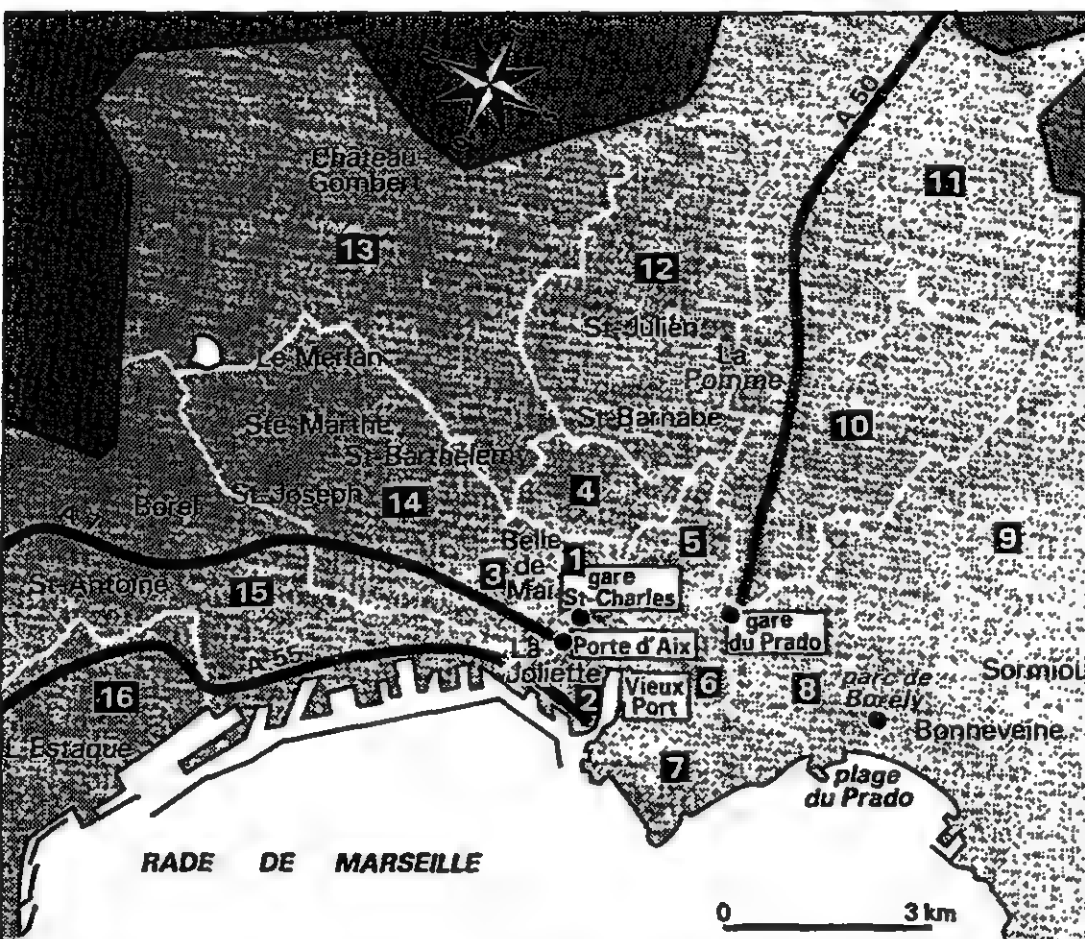 A 50
Château-
Gombert
11
13
12
St-Julien
Le Merlan
La
Pomme
Ste-Marthe
St-Barnabé
10
St-Barthélemy
Borel
St-Joseph
14
4
A 7
5
9
Belle
de
Mai
1
3
gare
St-Charles
St-Antoine
15
gare
du Prado
Porte d'Aix
La
Joliette
A 55
Sormiou
16
2
Vieux
Port
6
8
parc de
Borély
L'Estaque
Bonneveine
7
plage
du Prado
RADE DE MARSEILLE
0 3 km